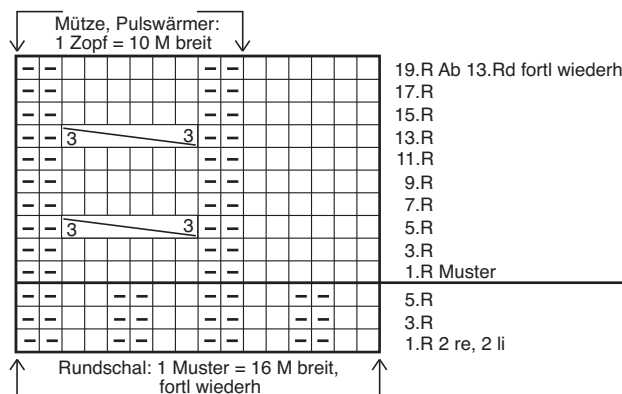 Mütze, Pulswärmer:
1 Zopf = 10 M breit
19.R Ab 13.Rd fortl wiederh
17.R
15.R
3 3 13.R
11.R
9.R
7.R
3 3 5.R
3.R
1.R Muster
5.R
3.R
1.R 2 re, 2 li
Rundschal: 1 Muster = 16 M breit,
fortl wiederh